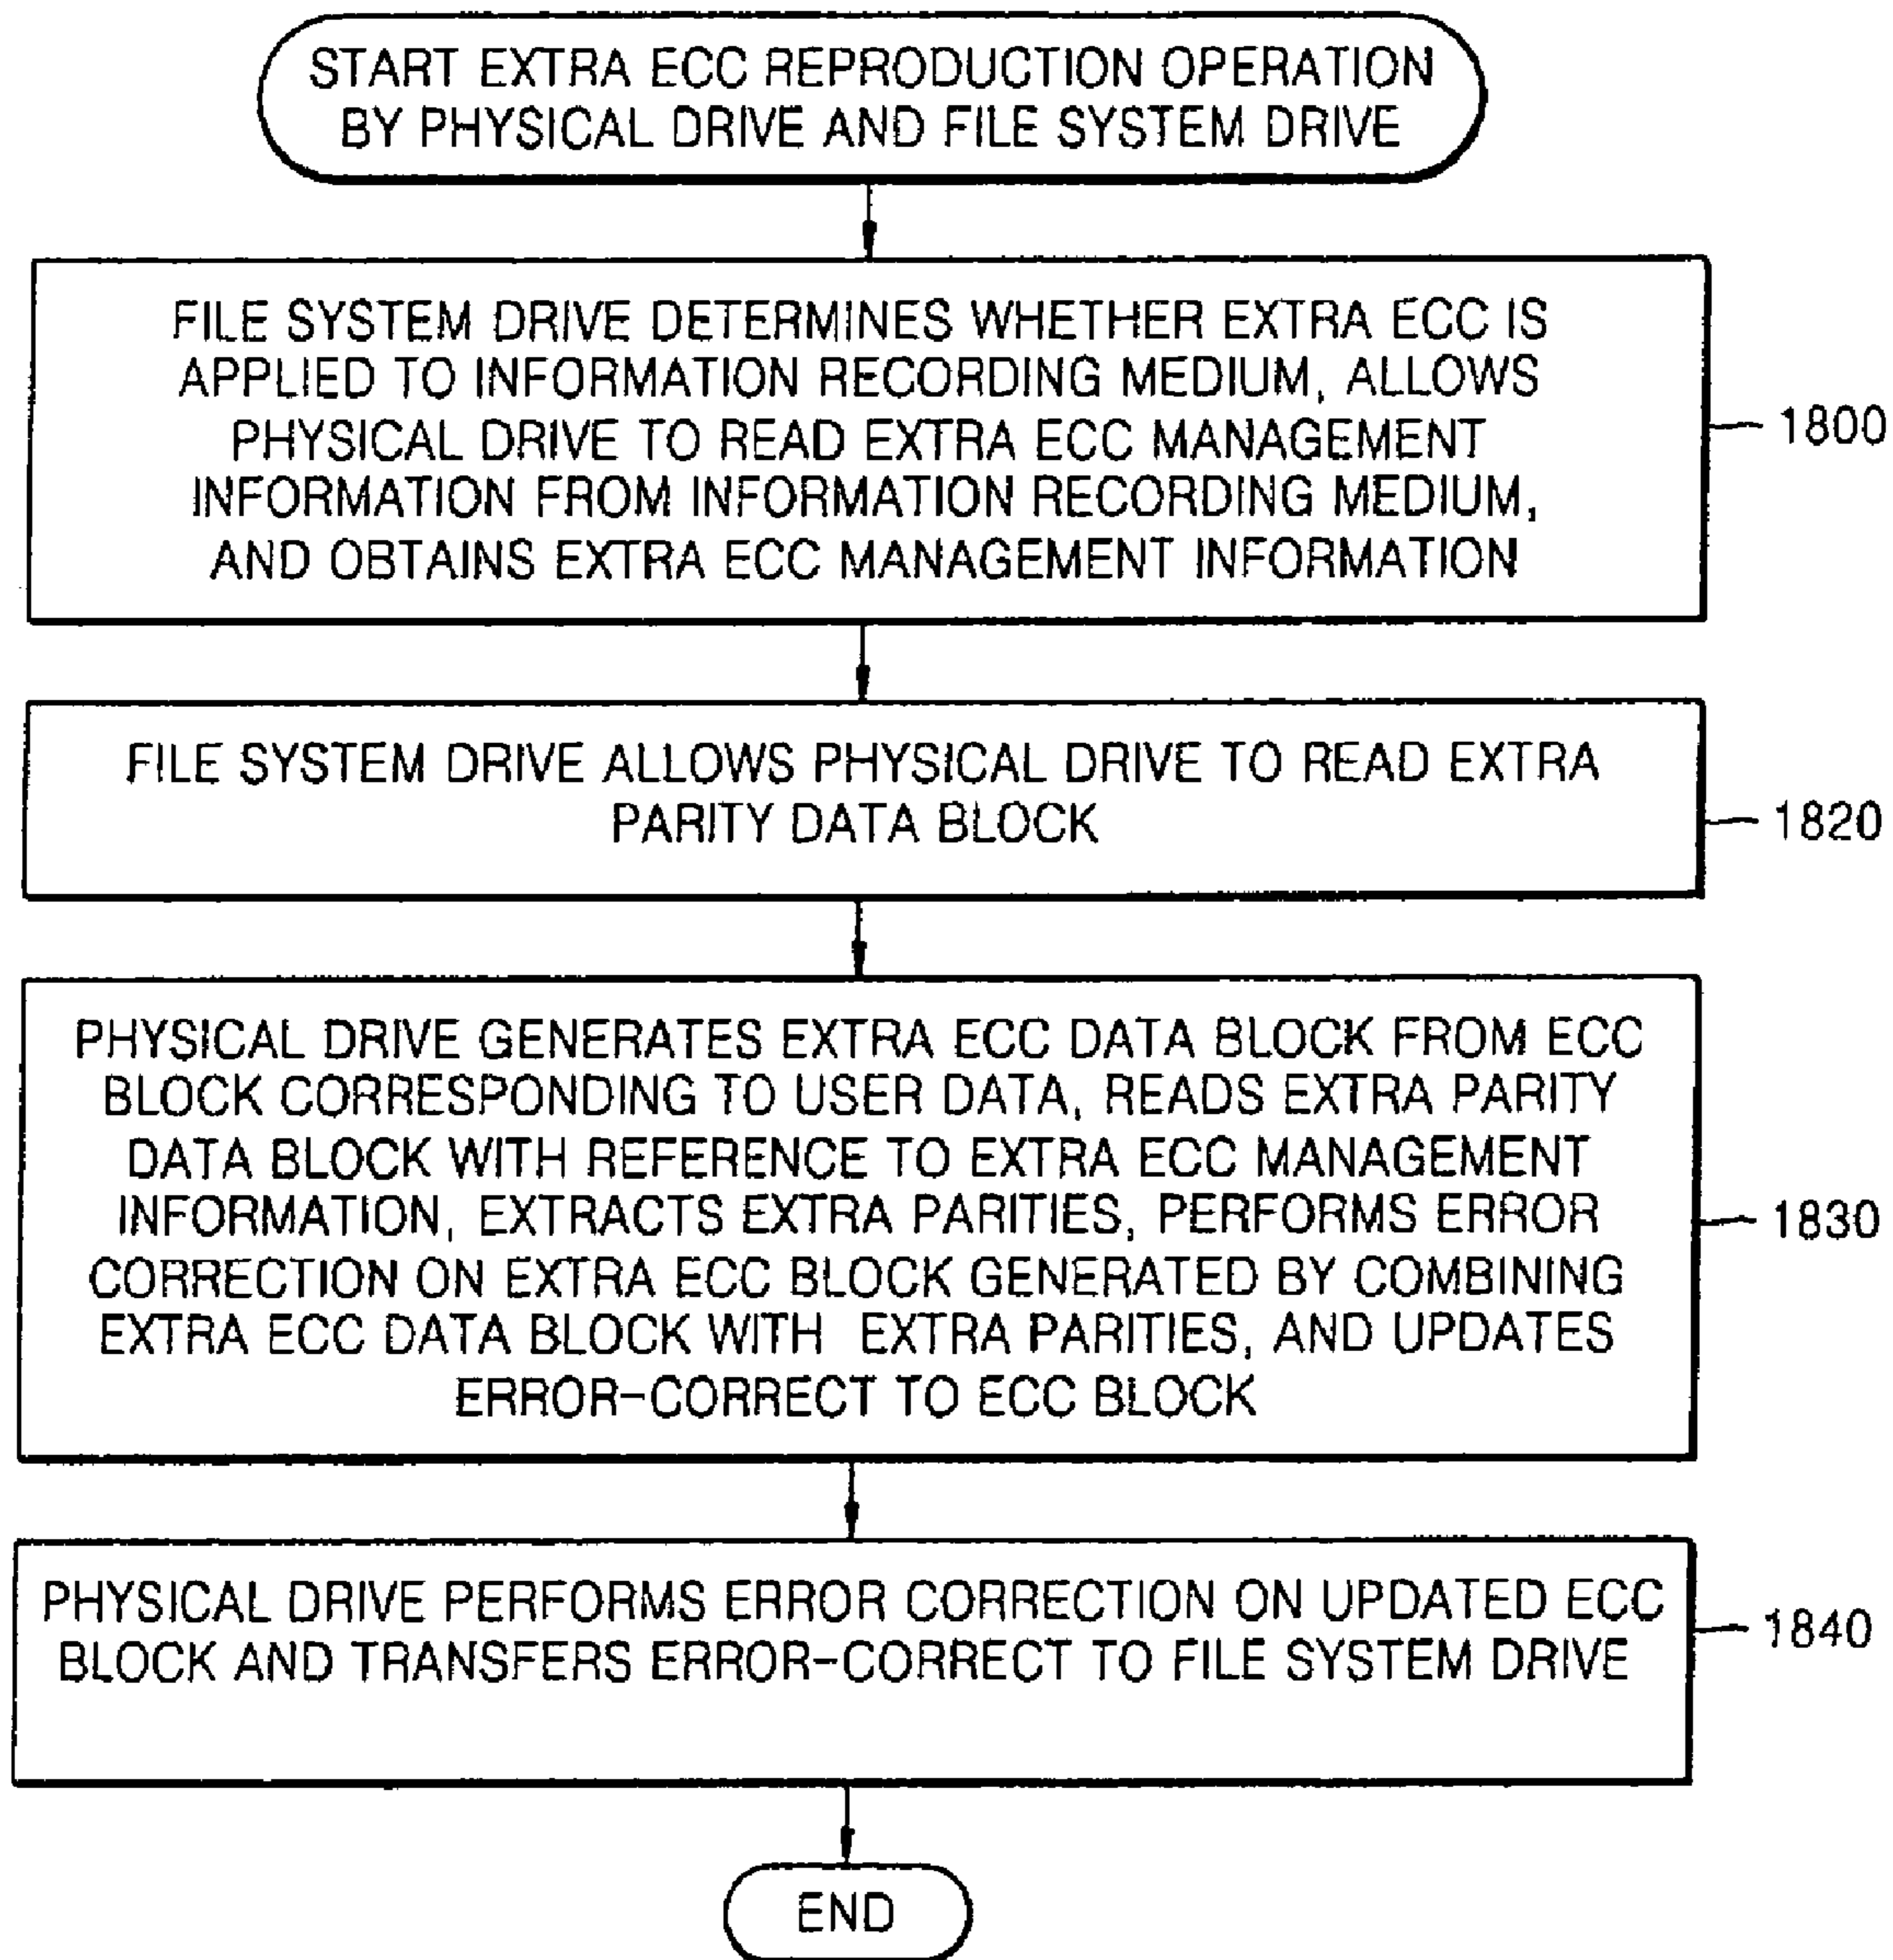 START EXTRA ECC REPRODUCTION OPERATION
BY PHYSICAL DRIVE AND FILE SYSTEM DRIVE
FILE SYSTEM DRIVE DETERMINES WHETHER EXTRA ECC IS
APPLIED TO INFORMATION RECORDING MEDIUM, ALLOWS
PHYSICAL DRIVE TO READ EXTRA ECC MANAGEMENT
INFORMATION FROM INFORMATION RECORDING MEDIUM,
AND OBTAINS EXTRA ECC MANAGEMENT INFORMATION
1800
FILE SYSTEM DRIVE ALLOWS PHYSICAL DRIVE TO READ EXTRA
PARITY DATA BLOCK
1820
PHYSICAL DRIVE GENERATES EXTRA ECC DATA BLOCK FROM ECC
BLOCK CORRESPONDING TO USER DATA, READS EXTRA PARITY
DATA BLOCK WITH REFERENCE TO EXTRA ECC MANAGEMENT
INFORMATION, EXTRACTS EXTRA PARITIES, PERFORMS ERROR
CORRECTION ON EXTRA ECC BLOCK GENERATED BY COMBINING
EXTRA ECC DATA BLOCK WITH EXTRA PARITIES, AND UPDATES
ERROR-CORRECT TO ECC BLOCK
1830
PHYSICAL DRIVE PERFORMS ERROR CORRECTION ON UPDATED ECC
BLOCK AND TRANSFERS ERROR-CORRECT TO FILE SYSTEM DRIVE
1840
END